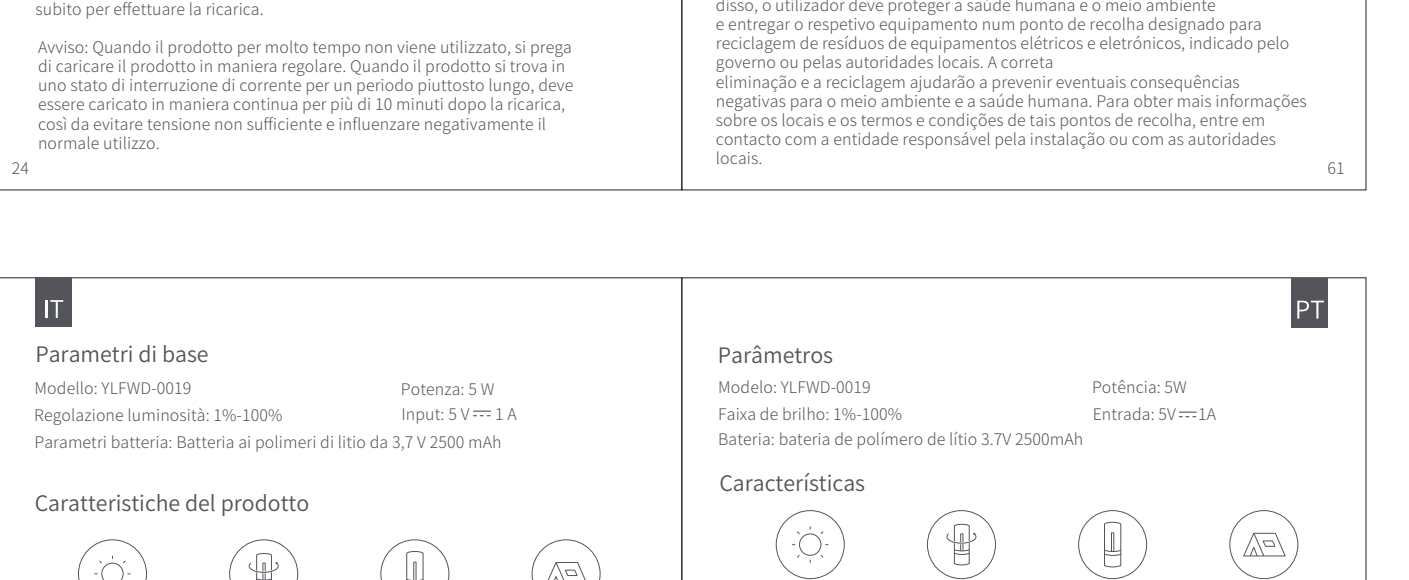 subito per effettuare la ricarica.
Avviso: Quando il prodotto per molto tempo non viene utilizzato, si prega
di caricare il prodotto in maniera regolare. Quando il prodotto si trova in
uno stato di interruzione di corrente per un periodo piuttosto lungo, deve
essere caricato in maniera continua per più di 10 minuti dopo la ricarica,
così da evitare tensione non sufficiente e influenzare negativamente il
normale utilizzo.
24
disso, o utilizador deve proteger a saúde humana e o meio ambiente
e entregar o respetivo equipamento num ponto de recolha designado para
reciclagem de resíduos de equipamentos elétricos e eletrónicos, indicado pelo
governo ou pelas autoridades locais. A correta
eliminação e a reciclagem ajudarão a prevenir eventuais consequências
negativas para o meio ambiente e a saúde humana. Para obter mais informações
sobre os locais e os termos e condições de tais pontos de recolha, entre em
contacto com a entidade responsável pela instalação ou com as autoridades
locais.
61
IT
Parametri di base
Modello: YLFWD-0019
Potenza: 5 W
Regolazione luminosità: 1%-100%
Input: 5 V⎓1 A
Parametri batteria: Batteria ai polimeri di litio da 3,7 V 2500 mAh
Caratteristiche del prodotto
PT
Parâmetros
Modelo: YLFWD-0019
Potência: 5W
Faixa de brilho: 1%-100%
Entrada: 5V⎓1A
Bateria: bateria de polímero de lítio 3.7V 2500mAh
Características